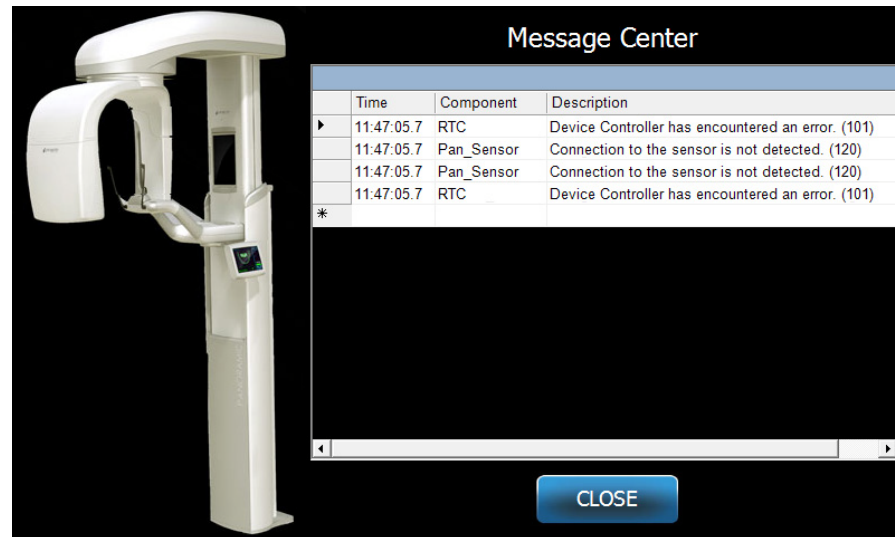 Message Center
Time Component Description
11:47:05.7 RTC Device Controller has encountered an error. (101)
11:47:05.7 Pan_Sensor Connection to the sensor is not detected. (120)
11:47:05.7 Pan_Sensor Connection to the sensor is not detected. (120)
11:47:05.7 RTC Device Controller has encountered an error. (101)
CLOSE